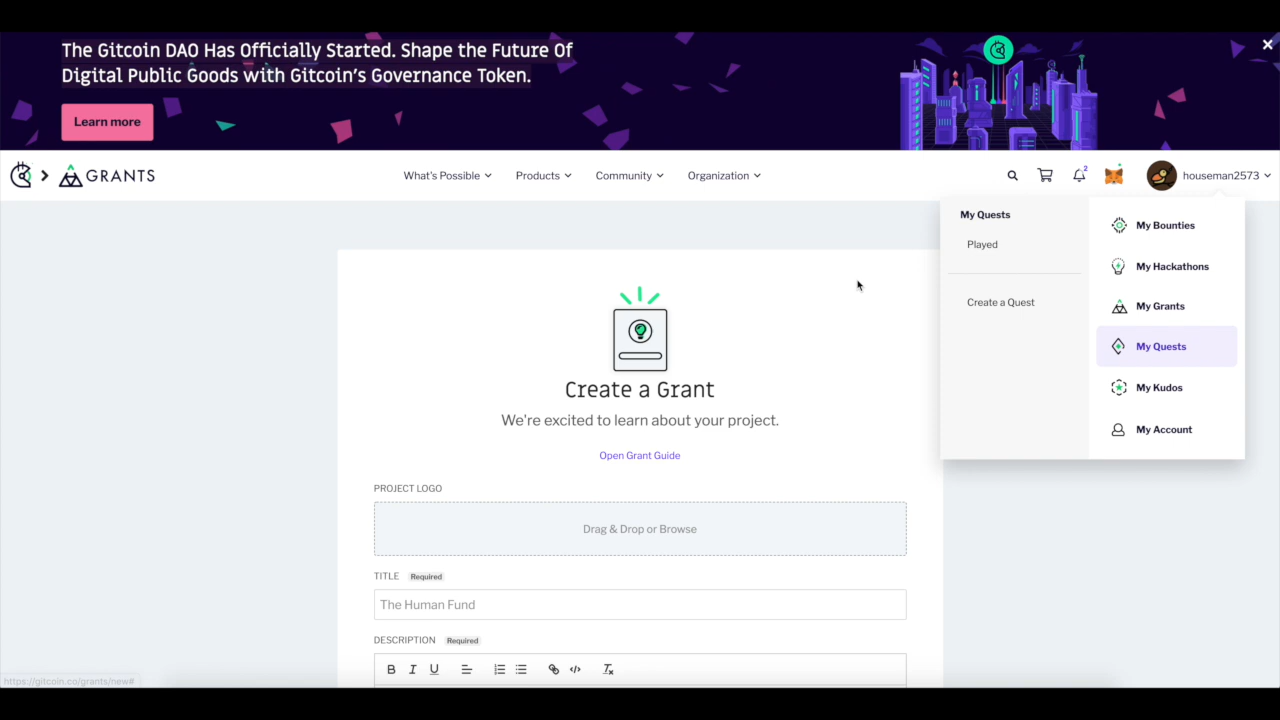 The Gitcoin DAO Has Officially Started. Shape the Future Of
Digital Public Goods with Gitcoin's Governance Token.
Learn more
GRANTS
What's Possible
Products
Community
Organization
2
houseman2573
My Quests
Played
Create a Quest
My Bounties
My Hackathons
My Grants
My Quests
My Kudos
My Account
Create a Grant
We're excited to learn about your project.
Open Grant Guide
PROJECT LOGO
Drag & Drop or Browse
TITLE Required
The Human Fund
DESCRIPTION Required
B I U
https://gitcoin.co/grants/new#